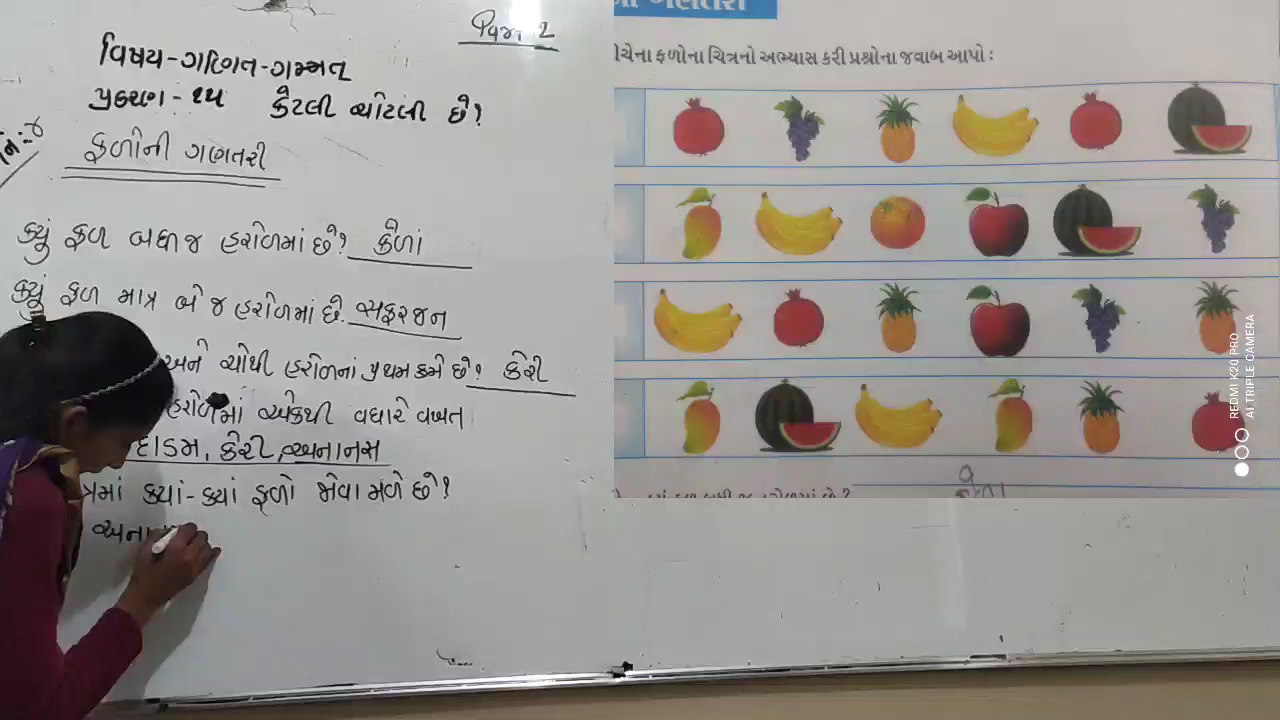 Part 2
વિષય-ગણિત-ગમ્મત
પ્રકરણ - ૧૫ કેટલી ચોટલી છે?
ફળોની ગણતરી
ક્યું ફળ બધા જ હરોળમાં છે? કેળાં
ક્યું ફળ માત્ર બે જ હરોળમાં છે. સફરજન
અને ચોથી હરોળનાં પ્રથમ ક્રમે છે? કેરી
હરોળમાં એકથી વધારે વખત
દાડમ, કેરી, અનાનસ
ક્યાં-ક્યાં ફળો જોવા મળે છે?
ફળોના ચિત્રનો અભ્યાસ કરી પ્રશ્નોના જવાબ આપો :
REDMI K20 PRO
AI TRIPLE CAMERA